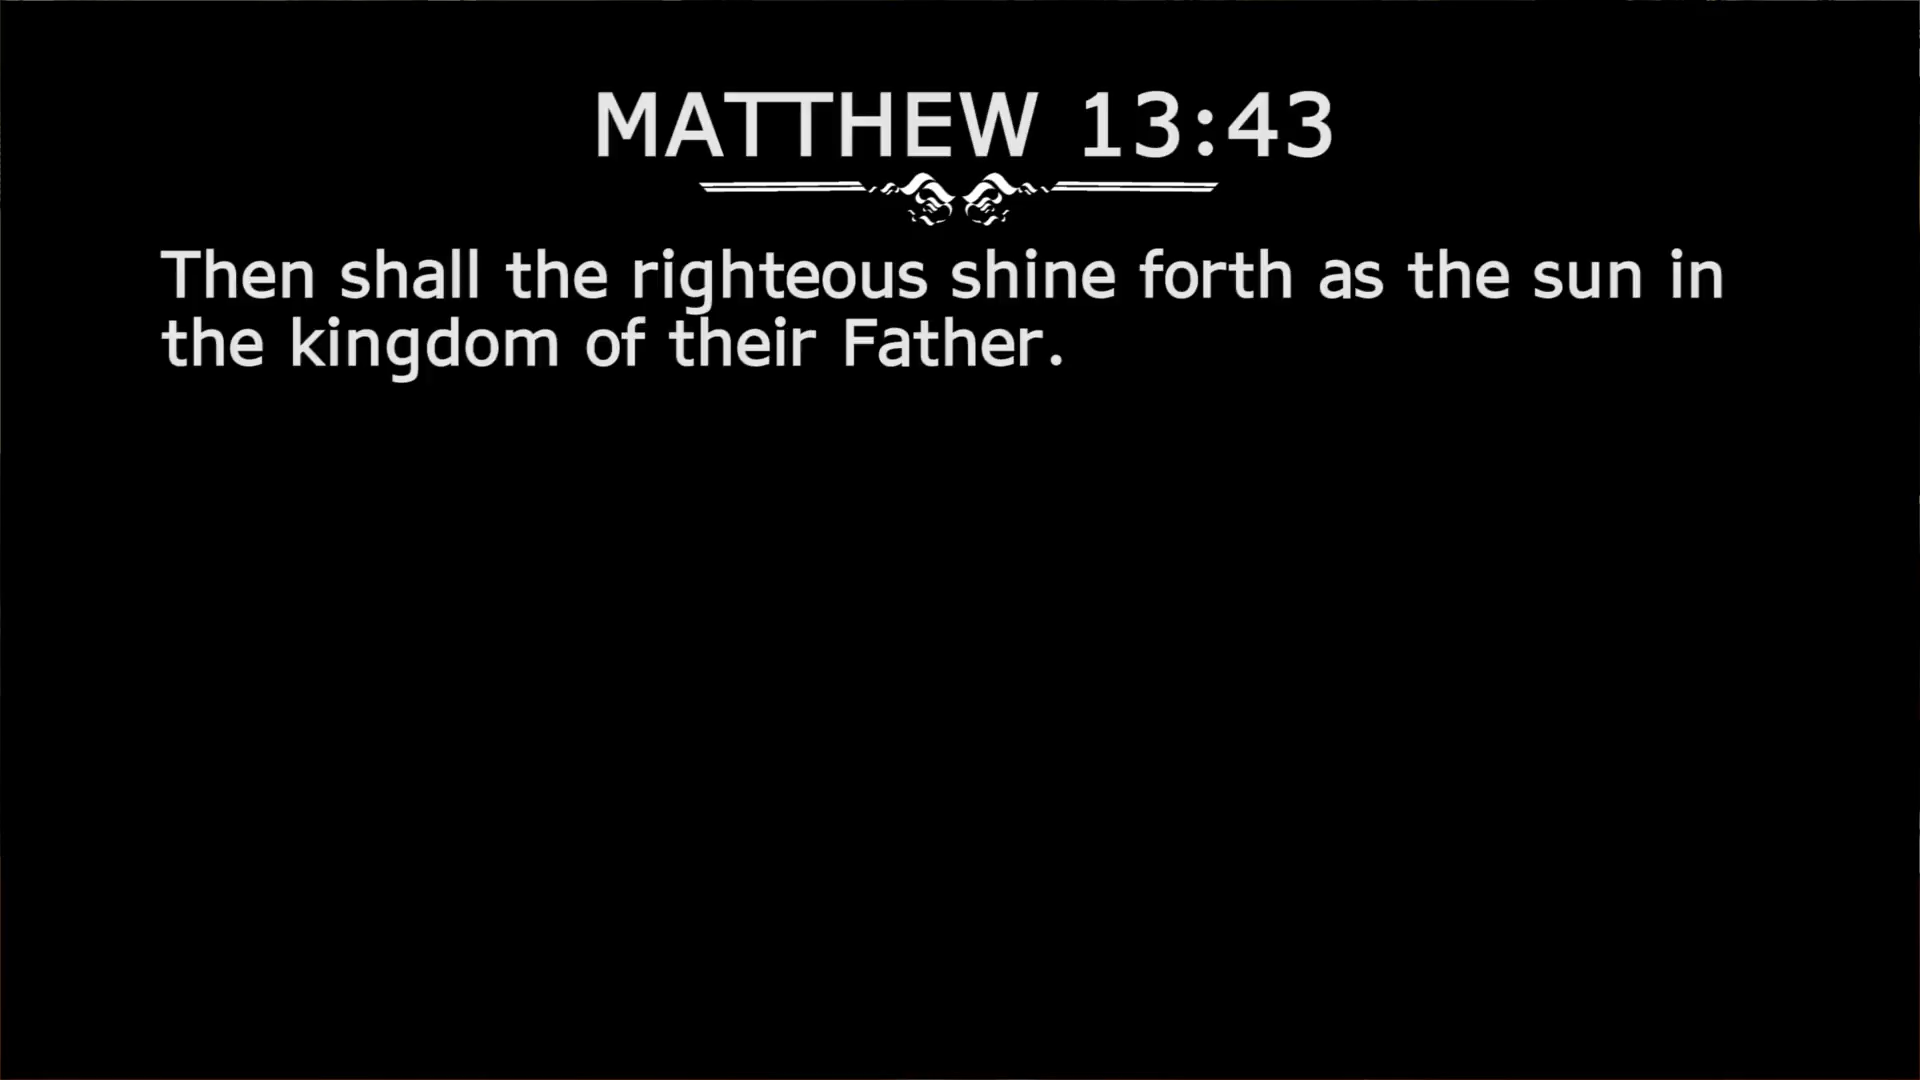 MATTHEW 13:43
Then shall the righteous shine forth as the sun in
the kingdom of their Father.